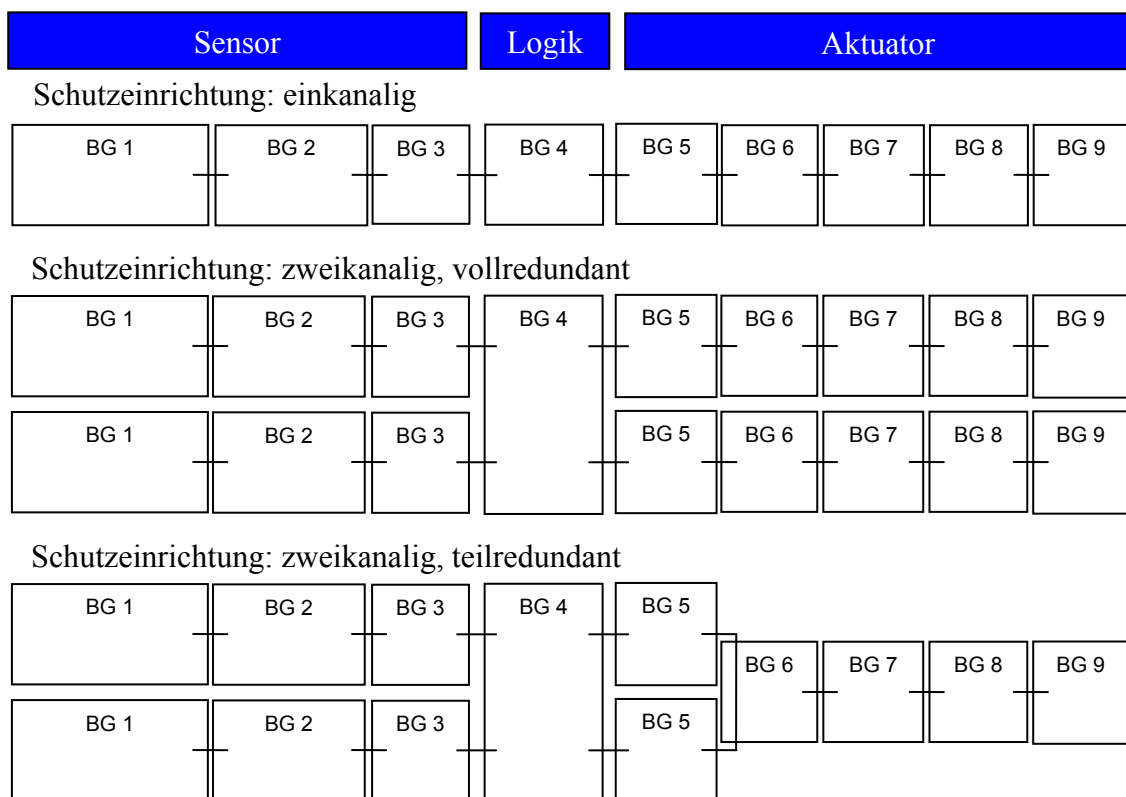 Sensor Logik Aktuator
Schutzeinrichtung: einkanalig
BG 1 BG 2 BG 3 BG 4 BG 5 BG 6 BG 7 BG 8 BG 9
Schutzeinrichtung: zweikanalig, vollredundant
BG 1 BG 2 BG 3 BG 4 BG 5 BG 6 BG 7 BG 8 BG 9
BG 1 BG 2 BG 3 BG 5 BG 6 BG 7 BG 8 BG 9
Schutzeinrichtung: zweikanalig, teilredundant
BG 1 BG 2 BG 3 BG 4 BG 5
BG 6 BG 7 BG 8 BG 9
BG 1 BG 2 BG 3 BG 5